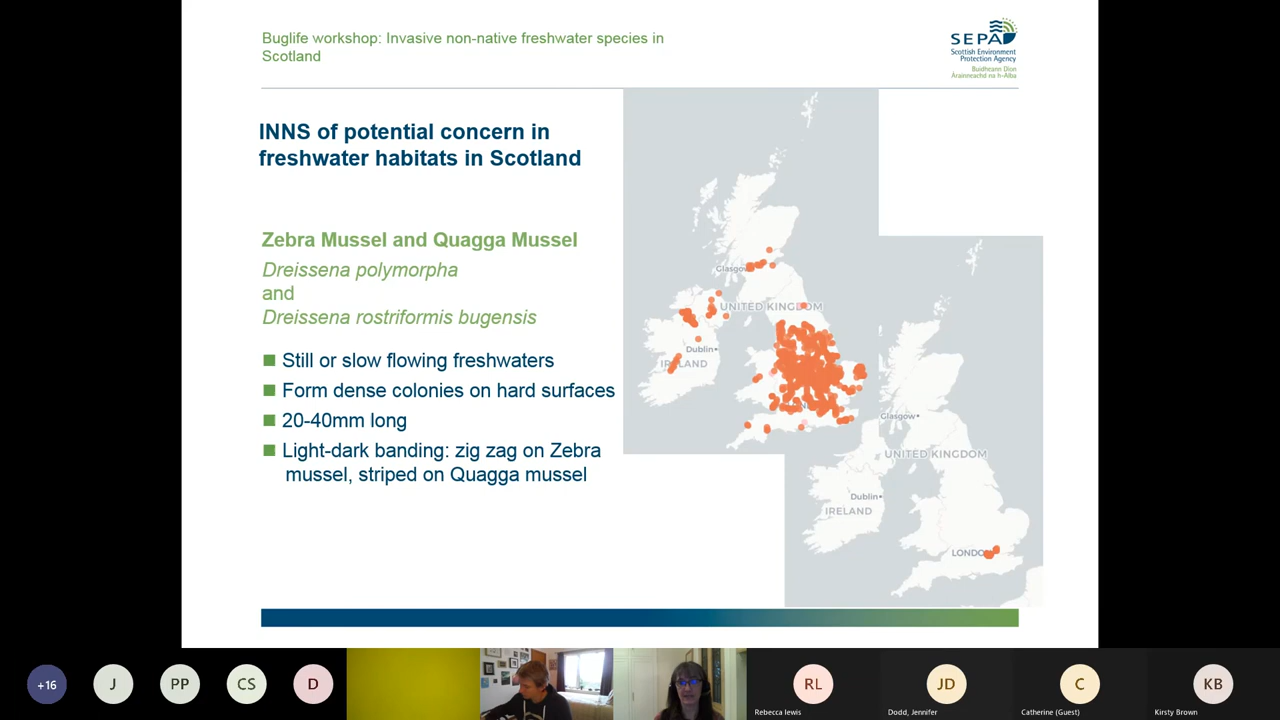 Buglife workshop: Invasive non-native freshwater species in
Scotland
SEPA
Scottish Environment
Protection Agency
Buidheann Dìon
Àrainneachd na h-Alba
INNS of potential concern in
freshwater habitats in Scotland
Zebra Mussel and Quagga Mussel
Dreissena polymorpha
and
Dreissena rostriformis bugensis
Still or slow flowing freshwaters
Form dense colonies on hard surfaces
20-40mm long
Light-dark banding: zig zag on Zebra
mussel, striped on Quagga mussel
Glasgow
UNITED KINGDOM
Dublin
IRELAND
Glasgow
UNITED KINGDOM
Dublin
IRELAND
LONDON
+16
J
PP
CS
D
RL
JD
C
KB
Rebecca lewis
Dodd, Jennifer
Catherine (Guest)
Kirsty Brown